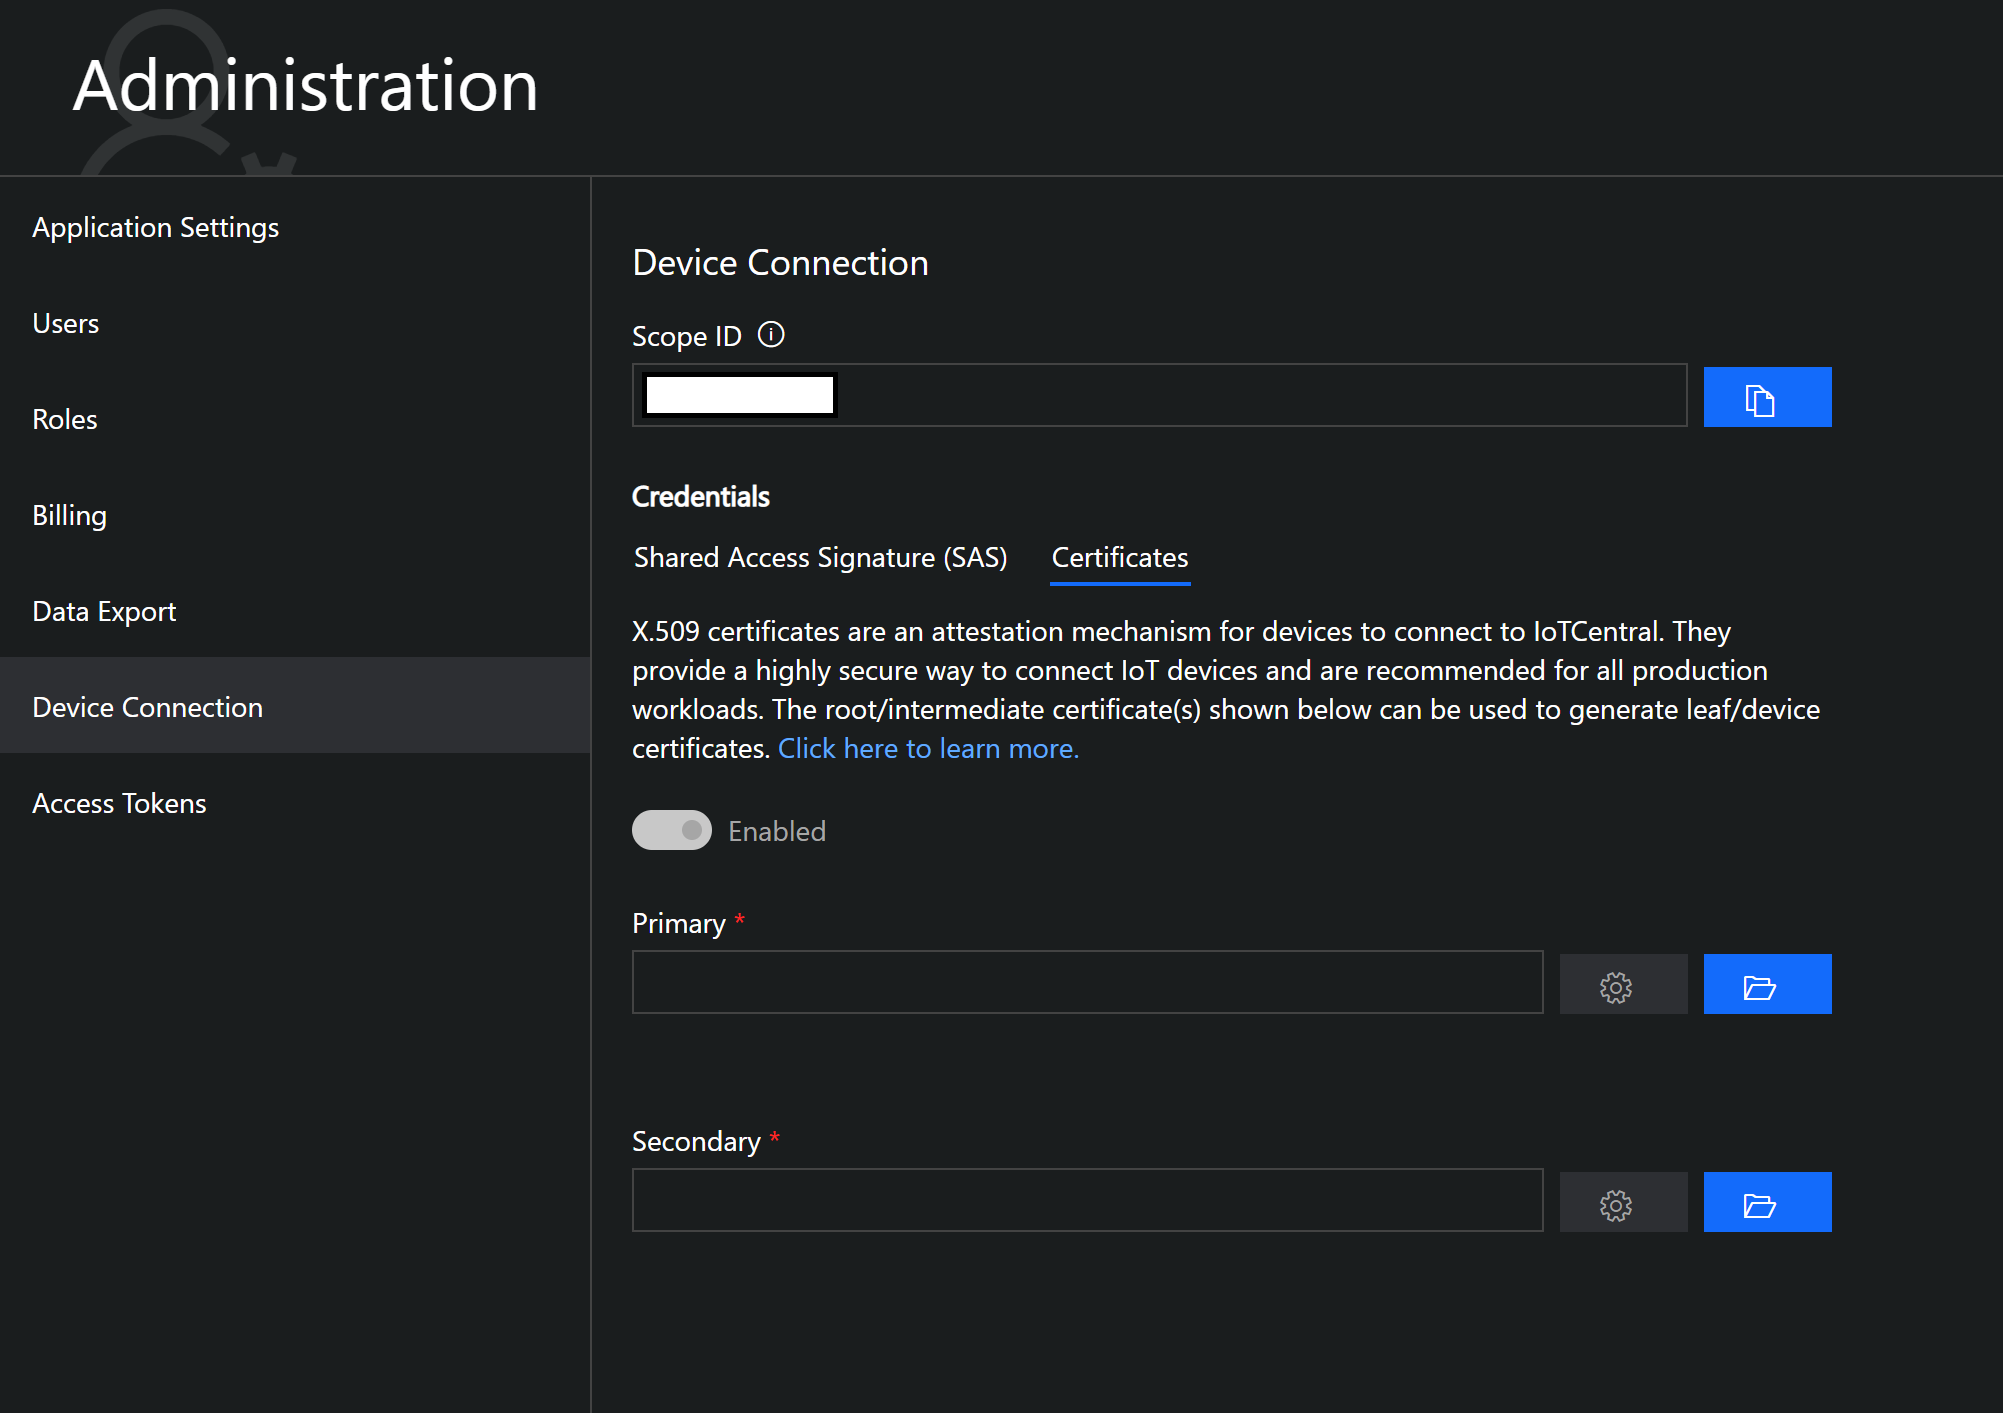 Administration
Application Settings
Users
Roles
Billing
Data Export
Device Connection
Access Tokens
Device Connection
Scope ID
Credentials
Shared Access Signature (SAS)
Certificates
X.509 certificates are an attestation mechanism for devices to connect to IoTCentral. They
provide a highly secure way to connect IoT devices and are recommended for all production
workloads. The root/intermediate certificate(s) shown below can be used to generate leaf/device
certificates. Click here to learn more.
Enabled
Primary *
Secondary *